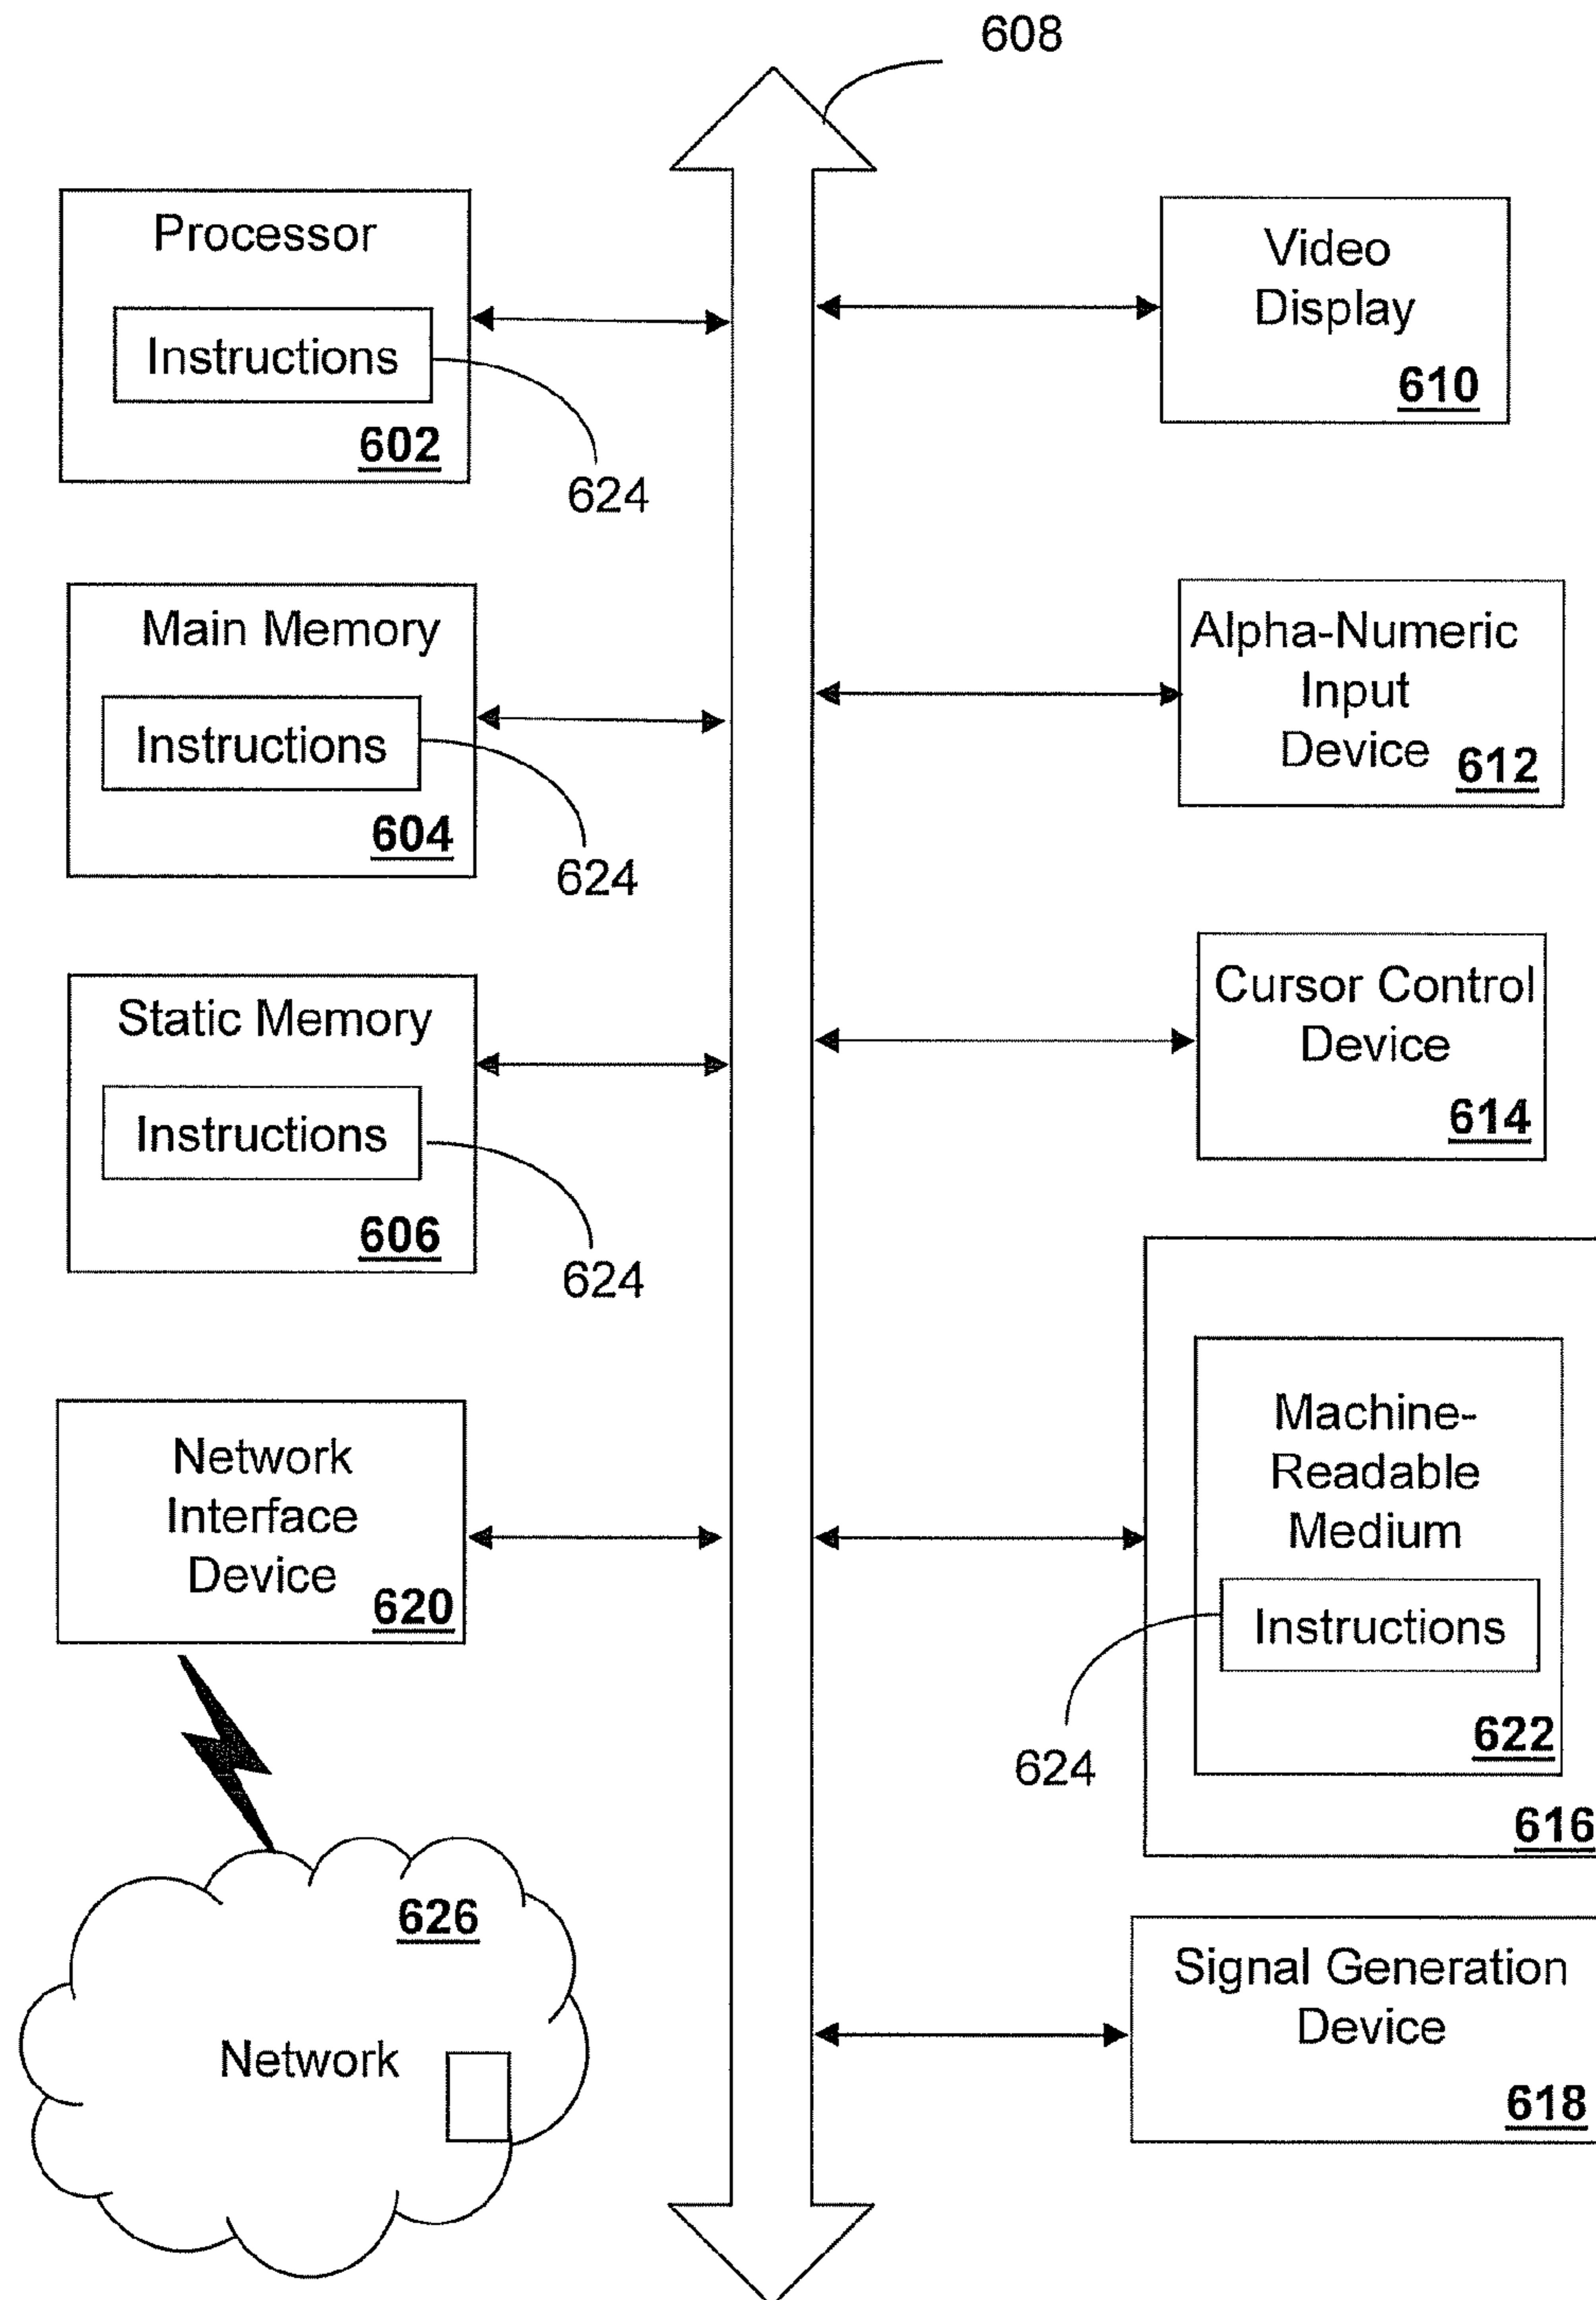 608
Processor
Instructions
602
624
Main Memory
Instructions
604
624
Static Memory
Instructions
606
624
Network
Interface
Device
620
626
Network
Video
Display
610
Alpha-Numeric
Input
Device
612
Cursor Control
Device
614
Machine-
Readable
Medium
Instructions
624
622
616
Signal Generation
Device
618